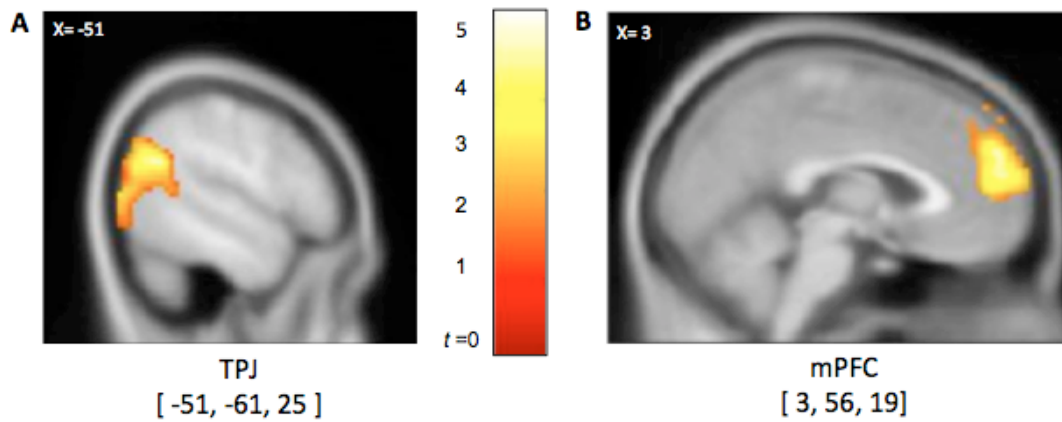 A
X= -51
TPJ
[ -51, -61, 25 ]
5
4
3
2
1
t =0
B
X= 3
mPFC
[ 3, 56, 19]